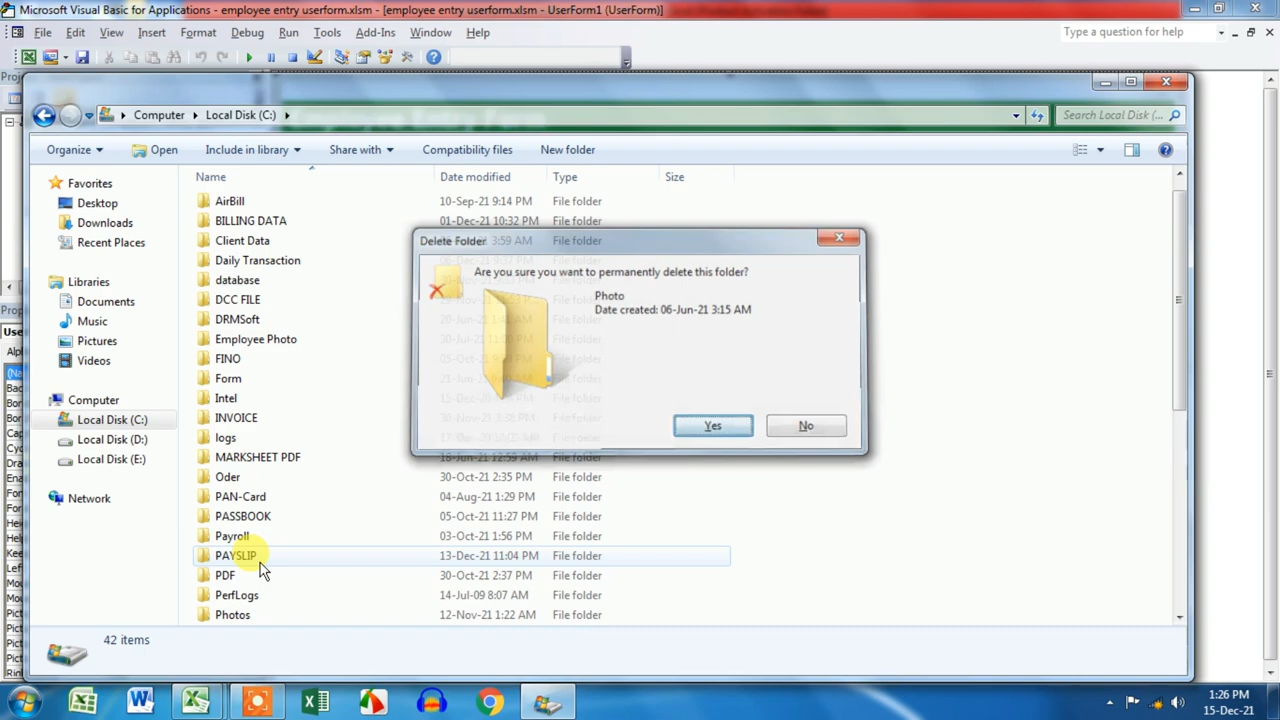 Microsoft Visual Basic for Applications - employee entry userform.xlsm - [employee entry userform.xlsm - UserForm1 (UserForm)]
File Edit View Insert Format Debug Run Tools Add-Ins Window Help
Type a question for help
Computer Local Disk (C:)
Search Local Disk (...
Organize Open Include in library Share with Compatibility files New folder
Name Date modified Type Size
Favorites
Desktop
Downloads
Recent Places
Libraries
Documents
Music
Pictures
Videos
Computer
Local Disk (C:)
Local Disk (D:)
Local Disk (E:)
Network
AirBill 10-Sep-21 9:14 PM File folder
BILLING DATA 01-Dec-21 10:32 PM File folder
Client Data 3:59 AM File folder
Daily Transaction File folder
database
DCC FILE
DRMSoft
Employee Photo
FINO
Form
Intel
INVOICE
logs
MARKSHEET PDF 18-Jun-21 12:59 AM File folder
Oder 30-Oct-21 2:35 PM File folder
PAN-Card 04-Aug-21 1:29 PM File folder
PASSBOOK 05-Oct-21 11:27 PM File folder
Payroll 03-Oct-21 1:56 PM File folder
PAYSLIP 13-Dec-21 11:04 PM File folder
PDF 30-Oct-21 2:37 PM File folder
PerfLogs 14-Jul-09 8:07 AM File folder
Photos 12-Nov-21 1:22 AM File folder
Delete Folder
Are you sure you want to permanently delete this folder?
Photo
Date created: 06-Jun-21 3:15 AM
Yes No
42 items
1:26 PM
15-Dec-21